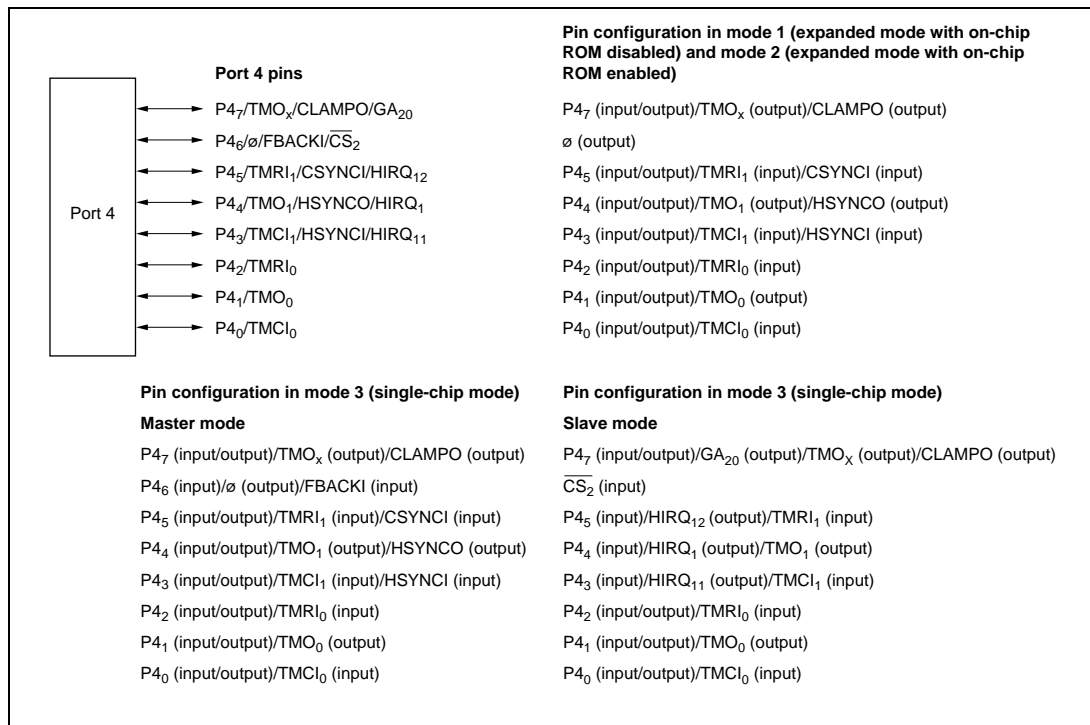 Port 4
Port 4 pins
P4₇/TMOₓ/CLAMPO/GA₂₀
P4₆/ø/FBACKI/C̅S̅₂
P4₅/TMRI₁/CSYNCI/HIRQ₁₂
P4₄/TMO₁/HSYNCO/HIRQ₁
P4₃/TMCI₁/HSYNCI/HIRQ₁₁
P4₂/TMRI₀
P4₁/TMO₀
P4₀/TMCI₀
Pin configuration in mode 1 (expanded mode with on-chip
ROM disabled) and mode 2 (expanded mode with on-chip
ROM enabled)
P4₇ (input/output)/TMOₓ (output)/CLAMPO (output)
ø (output)
P4₅ (input/output)/TMRI₁ (input)/CSYNCI (input)
P4₄ (input/output)/TMO₁ (output)/HSYNCO (output)
P4₃ (input/output)/TMCI₁ (input)/HSYNCI (input)
P4₂ (input/output)/TMRI₀ (input)
P4₁ (input/output)/TMO₀ (output)
P4₀ (input/output)/TMCI₀ (input)
Pin configuration in mode 3 (single-chip mode)
Master mode
P4₇ (input/output)/TMOₓ (output)/CLAMPO (output)
P4₆ (input)/ø (output)/FBACKI (input)
P4₅ (input/output)/TMRI₁ (input)/CSYNCI (input)
P4₄ (input/output)/TMO₁ (output)/HSYNCO (output)
P4₃ (input/output)/TMCI₁ (input)/HSYNCI (input)
P4₂ (input/output)/TMRI₀ (input)
P4₁ (input/output)/TMO₀ (output)
P4₀ (input/output)/TMCI₀ (input)
Pin configuration in mode 3 (single-chip mode)
Slave mode
P4₇ (input/output)/GA₂₀ (output)/TMOX (output)/CLAMPO (output)
C̅S̅₂ (input)
P4₅ (input)/HIRQ₁₂ (output)/TMRI₁ (input)
P4₄ (input)/HIRQ₁ (output)/TMO₁ (output)
P4₃ (input)/HIRQ₁₁ (output)/TMCI₁ (input)
P4₂ (input/output)/TMRI₀ (input)
P4₁ (input/output)/TMO₀ (output)
P4₀ (input/output)/TMCI₀ (input)